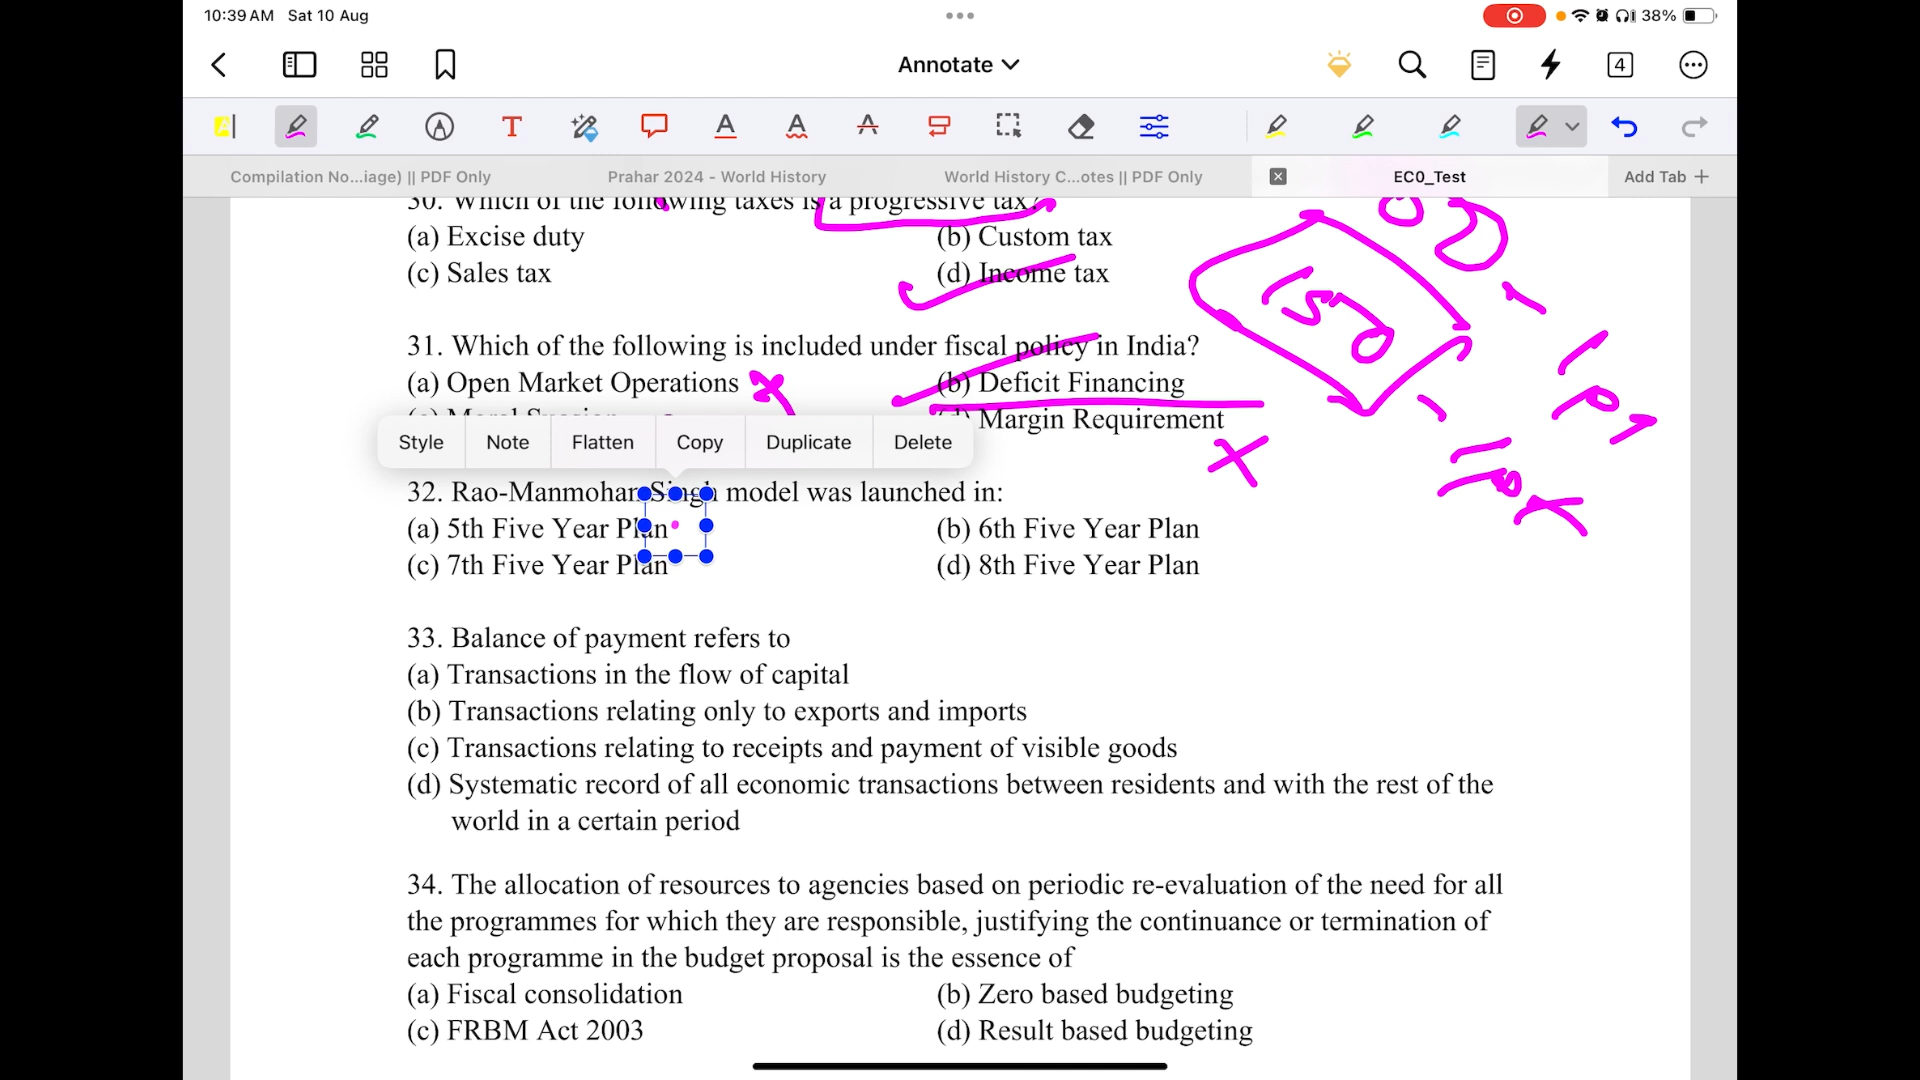 10:39 AM Sat 10 Aug
38%
Annotate
4
T
A
A
A
Compilation No...iage) || PDF Only
Prahar 2024 - World History
World History C...otes || PDF Only
EC0_Test
Add Tab +
30. Which of the following taxes is a progressive tax?
(a) Excise duty
(b) Custom tax
(c) Sales tax
(d) Income tax
150
31. Which of the following is included under fiscal policy in India?
(a) Open Market Operations
(b) Deficit Financing
(d) Margin Requirement
Style
Note
Flatten
Copy
Duplicate
Delete
32. Rao-Manmohan Singh model was launched in:
(a) 5th Five Year Plan
(b) 6th Five Year Plan
(c) 7th Five Year Plan
(d) 8th Five Year Plan
33. Balance of payment refers to
(a) Transactions in the flow of capital
(b) Transactions relating only to exports and imports
(c) Transactions relating to receipts and payment of visible goods
(d) Systematic record of all economic transactions between residents and with the rest of the
world in a certain period
34. The allocation of resources to agencies based on periodic re-evaluation of the need for all
the programmes for which they are responsible, justifying the continuance or termination of
each programme in the budget proposal is the essence of
(a) Fiscal consolidation
(b) Zero based budgeting
(c) FRBM Act 2003
(d) Result based budgeting